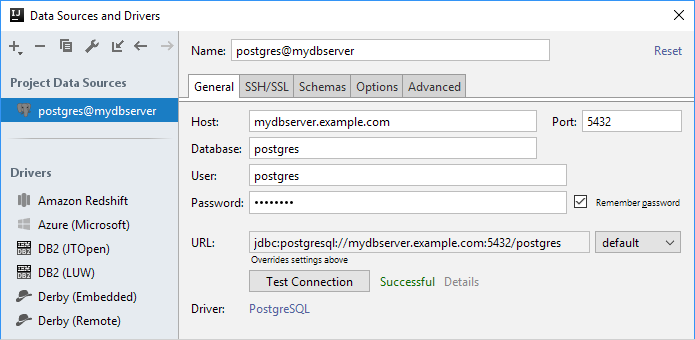 Data Sources and Drivers
Name: postgres@mydbserver Reset
Project Data Sources
postgres@mydbserver
General SSH/SSL Schemas Options Advanced
Host: mydbserver.example.com Port: 5432
Database: postgres
User: postgres
Password: •••••••• Remember password
URL: jdbc:postgresql://mydbserver.example.com:5432/postgres default
Overrides settings above
Test Connection Successful Details
Driver: PostgreSQL
Drivers
Amazon Redshift
Azure (Microsoft)
DB2 (JTOpen)
DB2 (LUW)
Derby (Embedded)
Derby (Remote)